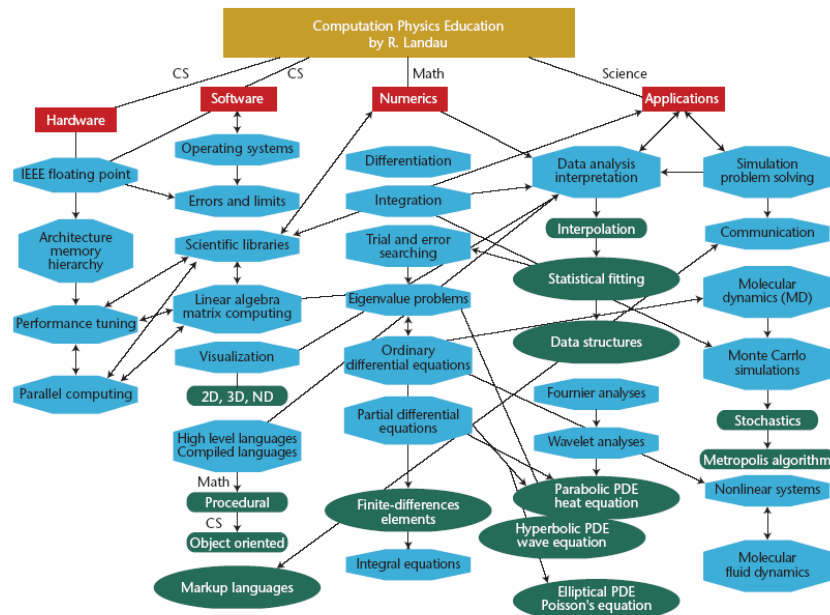 Computation Physics Education
by R. Landau
CS
CS
Math
Science
Hardware
Software
Numerics
Applications
IEEE floating point
Operating systems
Differentiation
Data analysis
interpretation
Simulation
problem solving
Errors and limits
Integration
Interpolation
Communication
Architecture
memory
hierarchy
Scientific libraries
Trial and error
searching
Statistical fitting
Molecular
dynamics (MD)
Performance tuning
Linear algebra
matrix computing
Eigenvalue problems
Data structures
Monte Carrlo
simulations
Parallel computing
Visualization
2D, 3D, ND
Ordinary
differential equations
Fournier analyses
Stochastics
High level languages
Compiled languages
Partial differential
equations
Wavelet analyses
Metropolis algorithm
Math
Procedural
CS
Object oriented
Finite-differences
elements
Parabolic PDE
heat equation
Nonlinear systems
Hyperbolic PDE
wave equation
Markup languages
Integral equations
Elliptical PDE
Poisson's equation
Molecular
fluid dynamics